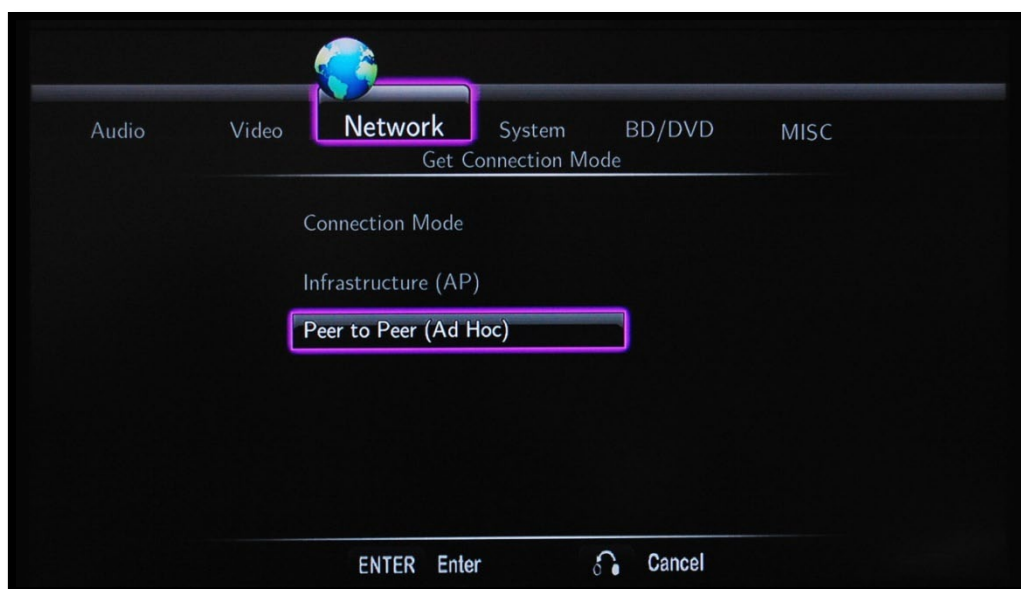 Audio Video Network System BD/DVD MISC
Get Connection Mode
Connection Mode
Infrastructure (AP)
Peer to Peer (Ad Hoc)
ENTER Enter Cancel